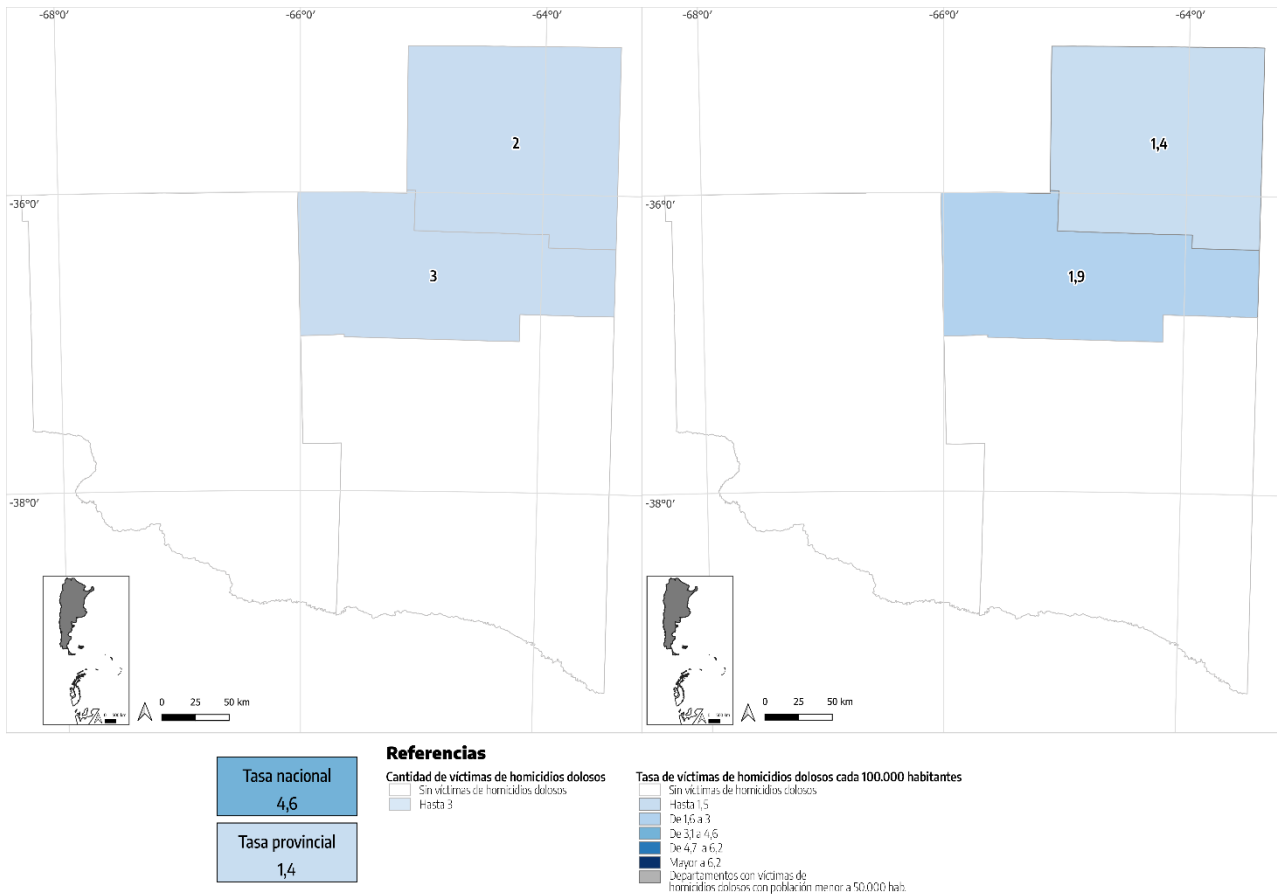 -68°0'
-66°0'
-64°0'
-68°0'
-66°0'
-64°0'
2
1,4
-36°0'
-36°0'
3
1,9
-38°0'
-38°0'
0 25 50 km
0 25 50 km
Referencias
Tasa nacional
4,6
Tasa provincial
1,4
Cantidad de víctimas de homicidios dolosos
Sin víctimas de homicidios dolosos
Hasta 3
Tasa de víctimas de homicidios dolosos cada 100.000 habitantes
Sin víctimas de homicidios dolosos
Hasta 1,5
De 1,6 a 3
De 3,1 a 4,6
De 4,7 a 6,2
Mayor a 6,2
Departamentos con víctimas de
homicidios dolosos con población menor a 50.000 hab.